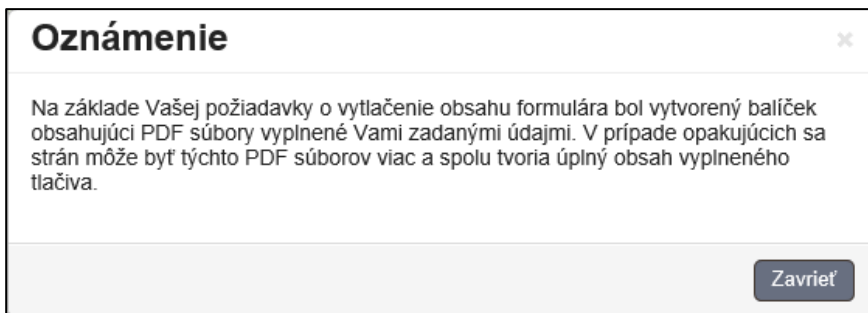 Oznámenie
×
Na základe Vašej požiadavky o vytlačenie obsahu formulára bol vytvorený balíček
obsahujúci PDF súbory vyplnené Vami zadanými údajmi. V prípade opakujúcich sa
strán môže byť týchto PDF súborov viac a spolu tvoria úplný obsah vyplneného
tlačiva.
Zavrieť